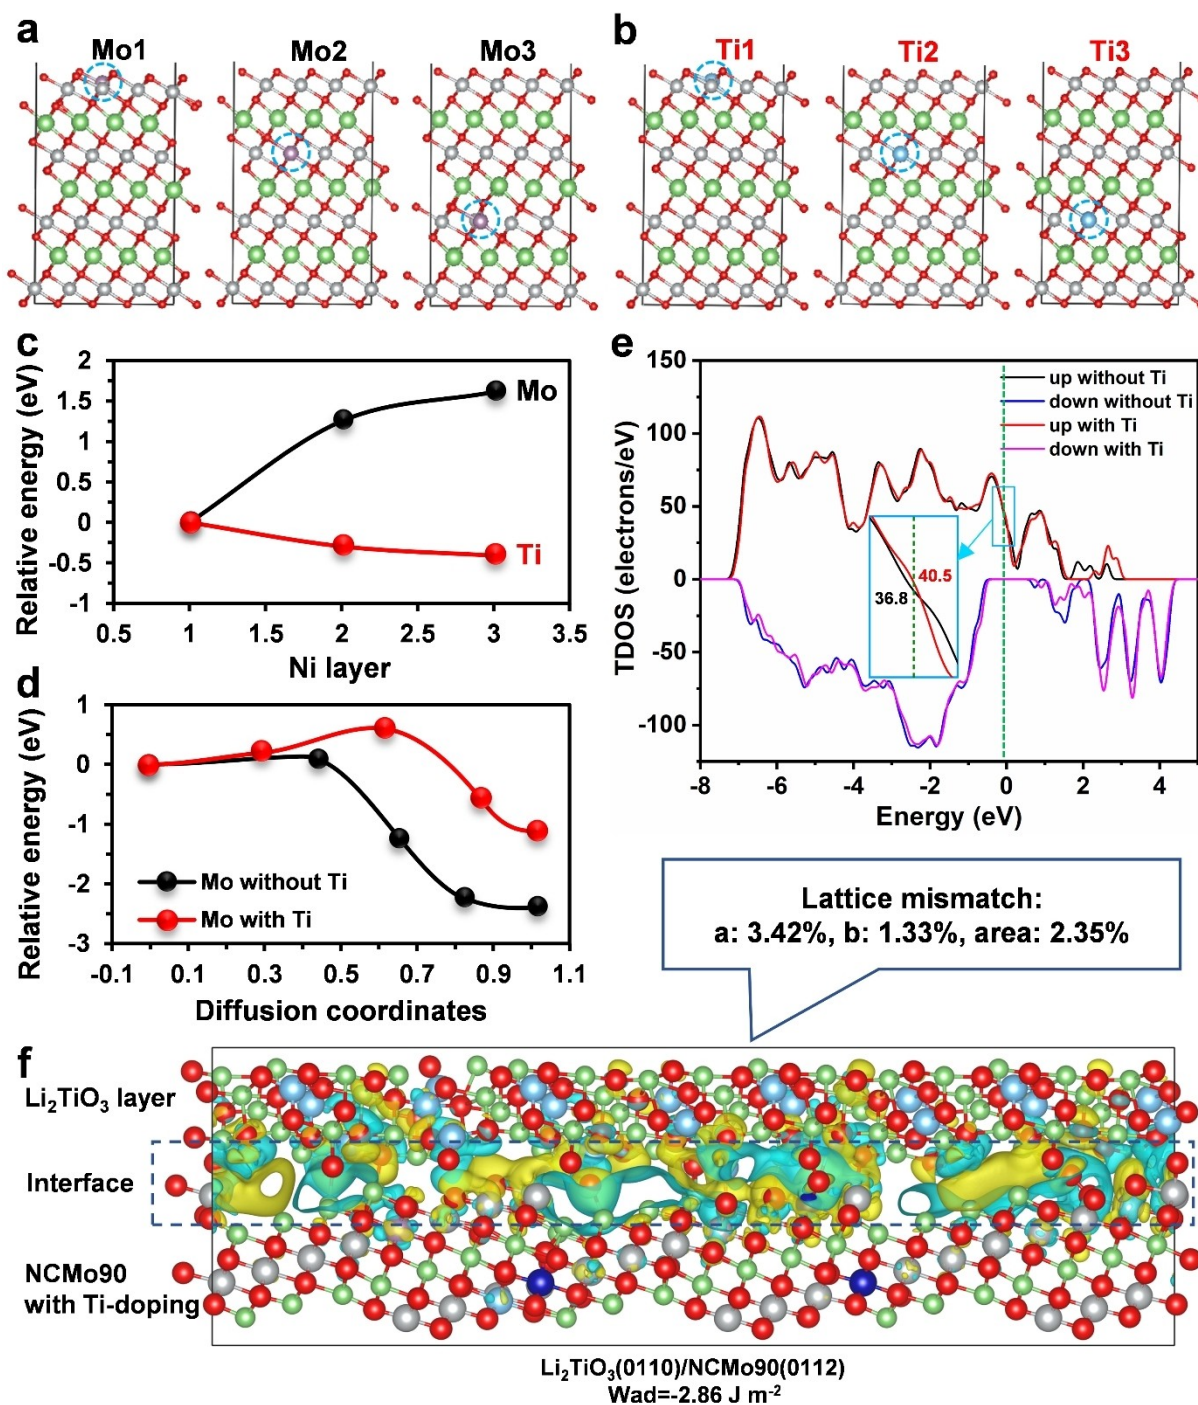 a
Mo1
Mo2
Mo3
b
Ti1
Ti2
Ti3
c
Relative energy (eV)
2
1.5
1
0.5
0
-0.5
-1
Mo
Ti
0.5 1 1.5 2 2.5 3 3.5
Ni layer
d
Relative energy (eV)
1
0
-1
-2
-3
Mo without Ti
Mo with Ti
-0.1 0.1 0.3 0.5 0.7 0.9 1.1
Diffusion coordinates
e
TDOS (electrons/eV)
150
100
50
0
-50
-100
up without Ti
down without Ti
up with Ti
down with Ti
40.5
36.8
-8 -6 -4 -2 0 2 4
Energy (eV)
Lattice mismatch:
a: 3.42%, b: 1.33%, area: 2.35%
f
Li₂TiO₃ layer
Interface
NCMo90
with Ti-doping
Li₂TiO₃(0110)/NCMo90(0112)
Wad=-2.86 J m⁻²